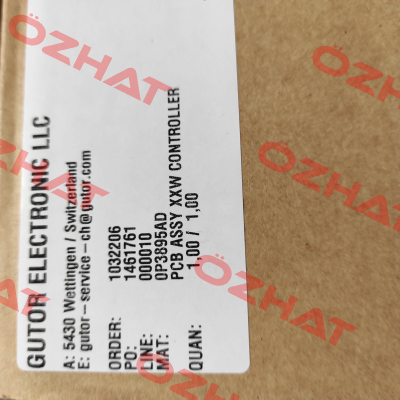 GUTOR ELECTRONIC LLC
A: 5430 Wettingen / Switzerland
E: gutor-service-ch@gutor.com
ORDER: 1032206
PO: 1461761
LINE: 000010
MAT: 0P3895AD
PCB ASSY XXW CONTROLLER
QUAN: 1,00 / 1,00
ÖZHAT
ÖZHAT
ÖZHAT
ÖZHAT
ÖZHAT